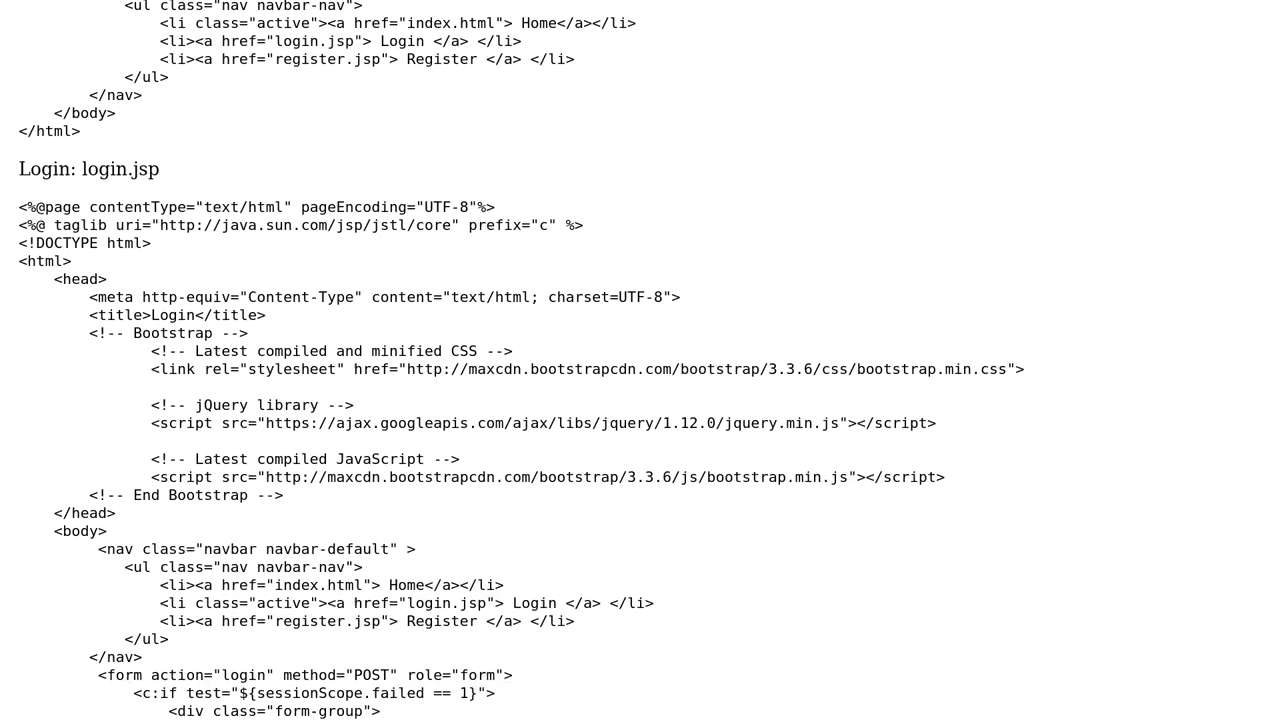 <ul class="nav navbar-nav">
<li class="active"><a href="index.html"> Home</a></li>
<li><a href="login.jsp"> Login </a> </li>
<li><a href="register.jsp"> Register </a> </li>
</ul>
</nav>
</body>
</html>
Login: login.jsp
<%@page contentType="text/html" pageEncoding="UTF-8"%>
<%@ taglib uri="http://java.sun.com/jsp/jstl/core" prefix="c" %>
<!DOCTYPE html>
<html>
<head>
<meta http-equiv="Content-Type" content="text/html; charset=UTF-8">
<title>Login</title>
<!-- Bootstrap -->
<!-- Latest compiled and minified CSS -->
<link rel="stylesheet" href="http://maxcdn.bootstrapcdn.com/bootstrap/3.3.6/css/bootstrap.min.css">
<!-- jQuery library -->
<script src="https://ajax.googleapis.com/ajax/libs/jquery/1.12.0/jquery.min.js"></script>
<!-- Latest compiled JavaScript -->
<script src="http://maxcdn.bootstrapcdn.com/bootstrap/3.3.6/js/bootstrap.min.js"></script>
<!-- End Bootstrap -->
</head>
<body>
<nav class="navbar navbar-default" >
<ul class="nav navbar-nav">
<li><a href="index.html"> Home</a></li>
<li class="active"><a href="login.jsp"> Login </a> </li>
<li><a href="register.jsp"> Register </a> </li>
</ul>
</nav>
<form action="login" method="POST" role="form">
<c:if test="${sessionScope.failed == 1}">
<div class="form-group">